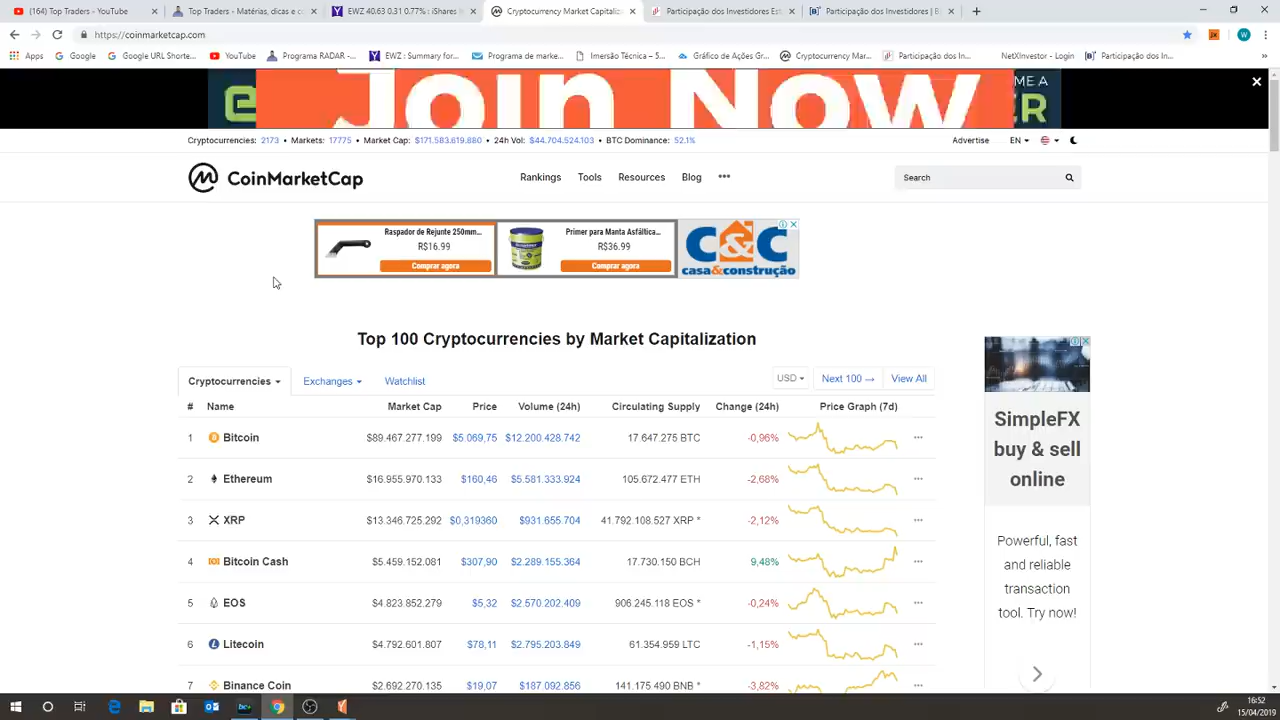 (164) Top Traders - YouTube
Top Traders - Matérias, dicas e co
EWZ 40.63 0.31 0.77% : iShares M
Cryptocurrency Market Capitaliz
Participação dos Investidores Est
Participação dos Investidores | B
https://coinmarketcap.com
Apps
Google
Google URL Shorte...
YouTube
Programa RADAR -...
EWZ : Summary for...
Programa de marke...
Imersão Técnica – 5...
Gráfico de Ações Gr...
Cryptocurrency Mar...
Participação dos In...
NetXInvestor - Login
Participação dos In...
Join Now
ME A
ER
Cryptocurrencies: 2173 • Markets: 17775 • Market Cap: $171.583.619.880 • 24h Vol: $44.704.524.103 • BTC Dominance: 52.1%
Advertise
EN
CoinMarketCap
Rankings
Tools
Resources
Blog
Search
Raspador de Rejunte 250mm...
R$16.99
Comprar agora
Primer para Manta Asfáltica...
R$36.99
Comprar agora
C&C
casa&construção
Top 100 Cryptocurrencies by Market Capitalization
Cryptocurrencies
Exchanges
Watchlist
USD
Next 100 →
View All
# Name Market Cap Price Volume (24h) Circulating Supply Change (24h) Price Graph (7d)
1 Bitcoin $89.467.277.199 $5.069,75 $12.200.428.742 17.647.275 BTC -0,96%
2 Ethereum $16.955.970.133 $160,46 $5.581.333.924 105.672.477 ETH -2,68%
3 XRP $13.346.725.292 $0,319360 $931.655.704 41.792.108.527 XRP * -2,12%
4 Bitcoin Cash $5.459.152.081 $307,90 $2.289.155.364 17.730.150 BCH 9,48%
5 EOS $4.823.852.279 $5,32 $2.570.202.409 906.245.118 EOS * -0,24%
6 Litecoin $4.792.601.807 $78,11 $2.795.203.849 61.354.959 LTC -1,15%
7 Binance Coin $2.692.270.135 $19,07 $187.092.856 141.175.490 BNB * -3,82%
SimpleFX
buy & sell
online
Powerful, fast
and reliable
transaction
tool. Try now!
16:52
15/04/2019